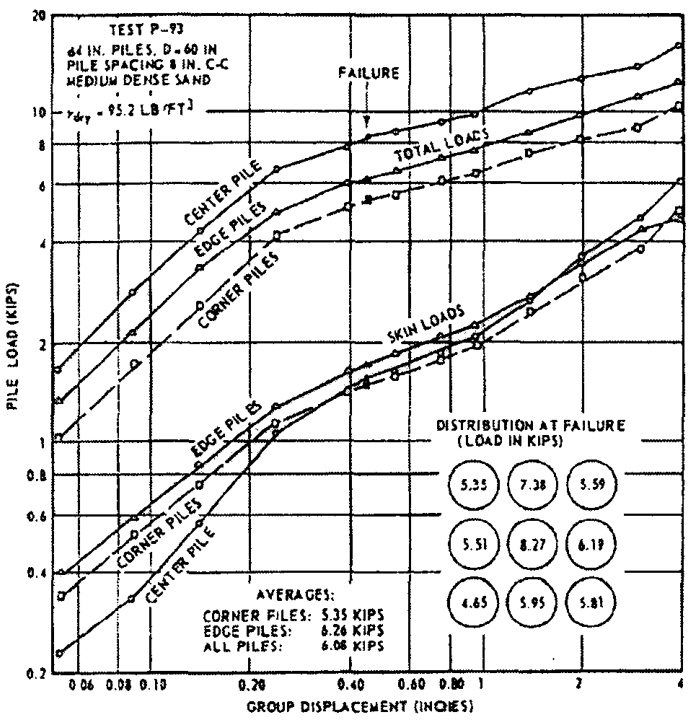 TEST P-93
ø4 IN. PILES, D=60 IN
PILE SPACING 8 IN. C-C
MEDIUM DENSE SAND
γdry = 95.2 LB/FT³
FAILURE
TOTAL LOADS
CENTER PILE
EDGE PILES
CORNER PILES
SKIN LOADS
EDGE PILES
CORNER PILES
CENTER PILE
DISTRIBUTION AT FAILURE
(LOAD IN KIPS)
5.35 7.38 5.59
5.51 8.27 6.19
4.65 5.95 5.81
AVERAGES:
CORNER PILES: 5.35 KIPS
EDGE PILES: 6.26 KIPS
ALL PILES: 6.08 KIPS
PILE LOAD (KIPS)
20
10
8
6
4
2
1
0.8
0.6
0.4
0.2
0.06 0.08 0.10 0.20 0.40 0.60 0.80 1 2 4
GROUP DISPLACEMENT (INCHES)